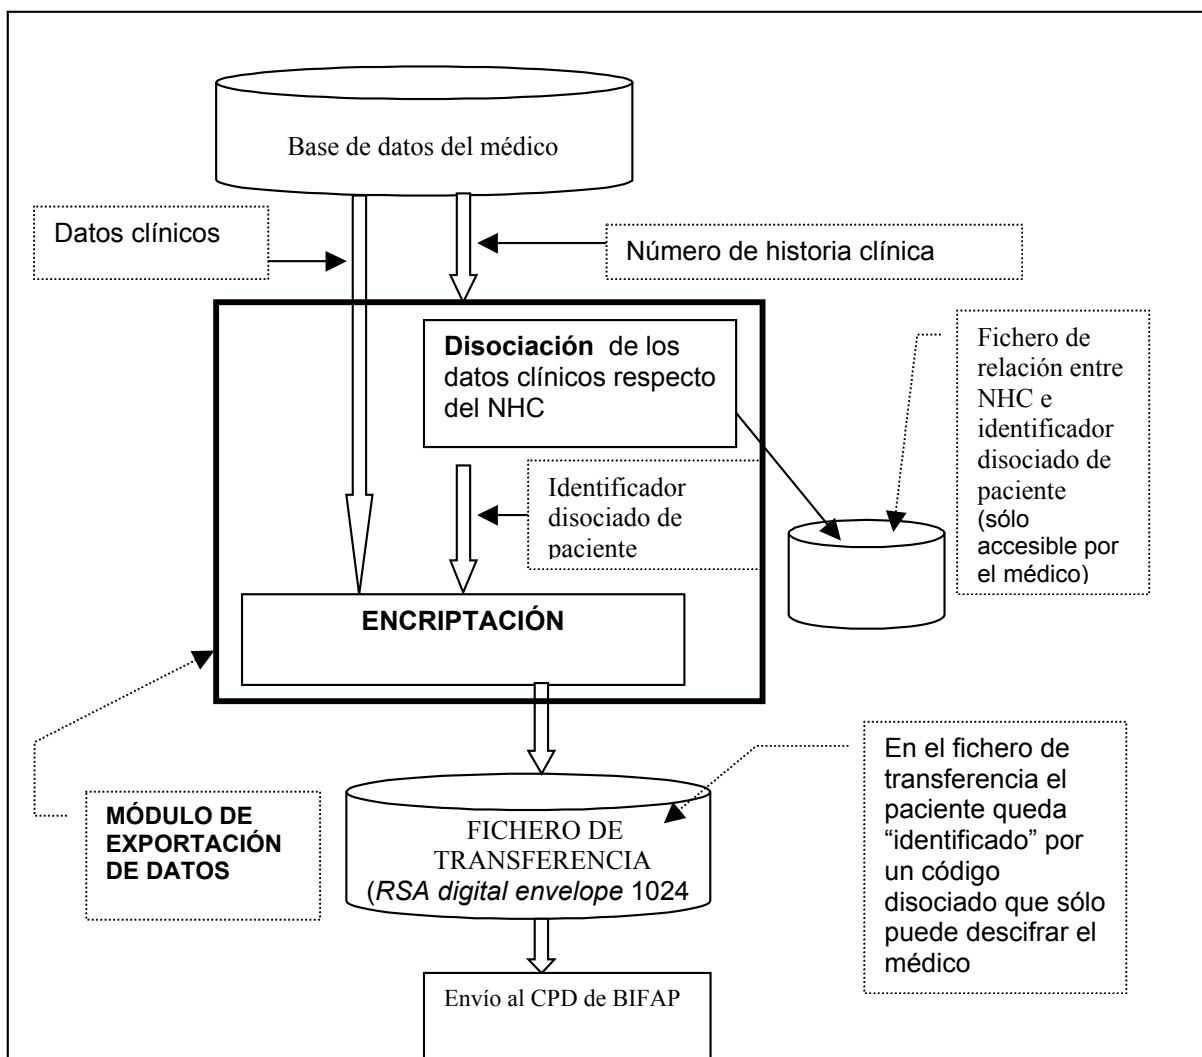 Base de datos del médico
Datos clínicos
Número de historia clínica
Disociación de los
datos clínicos respecto
del NHC
Fichero de
relación entre
NHC e
identificador
disociado de
paciente
(sólo
accesible por
el médico)
Identificador
disociado de
paciente
ENCRIPTACIÓN
MÓDULO DE
EXPORTACIÓN
DE DATOS
FICHERO DE
TRANSFERENCIA
(RSA digital envelope 1024
En el fichero de
transferencia el
paciente queda
“identificado” por
un código
disociado que sólo
puede descifrar el
médico
Envío al CPD de BIFAP